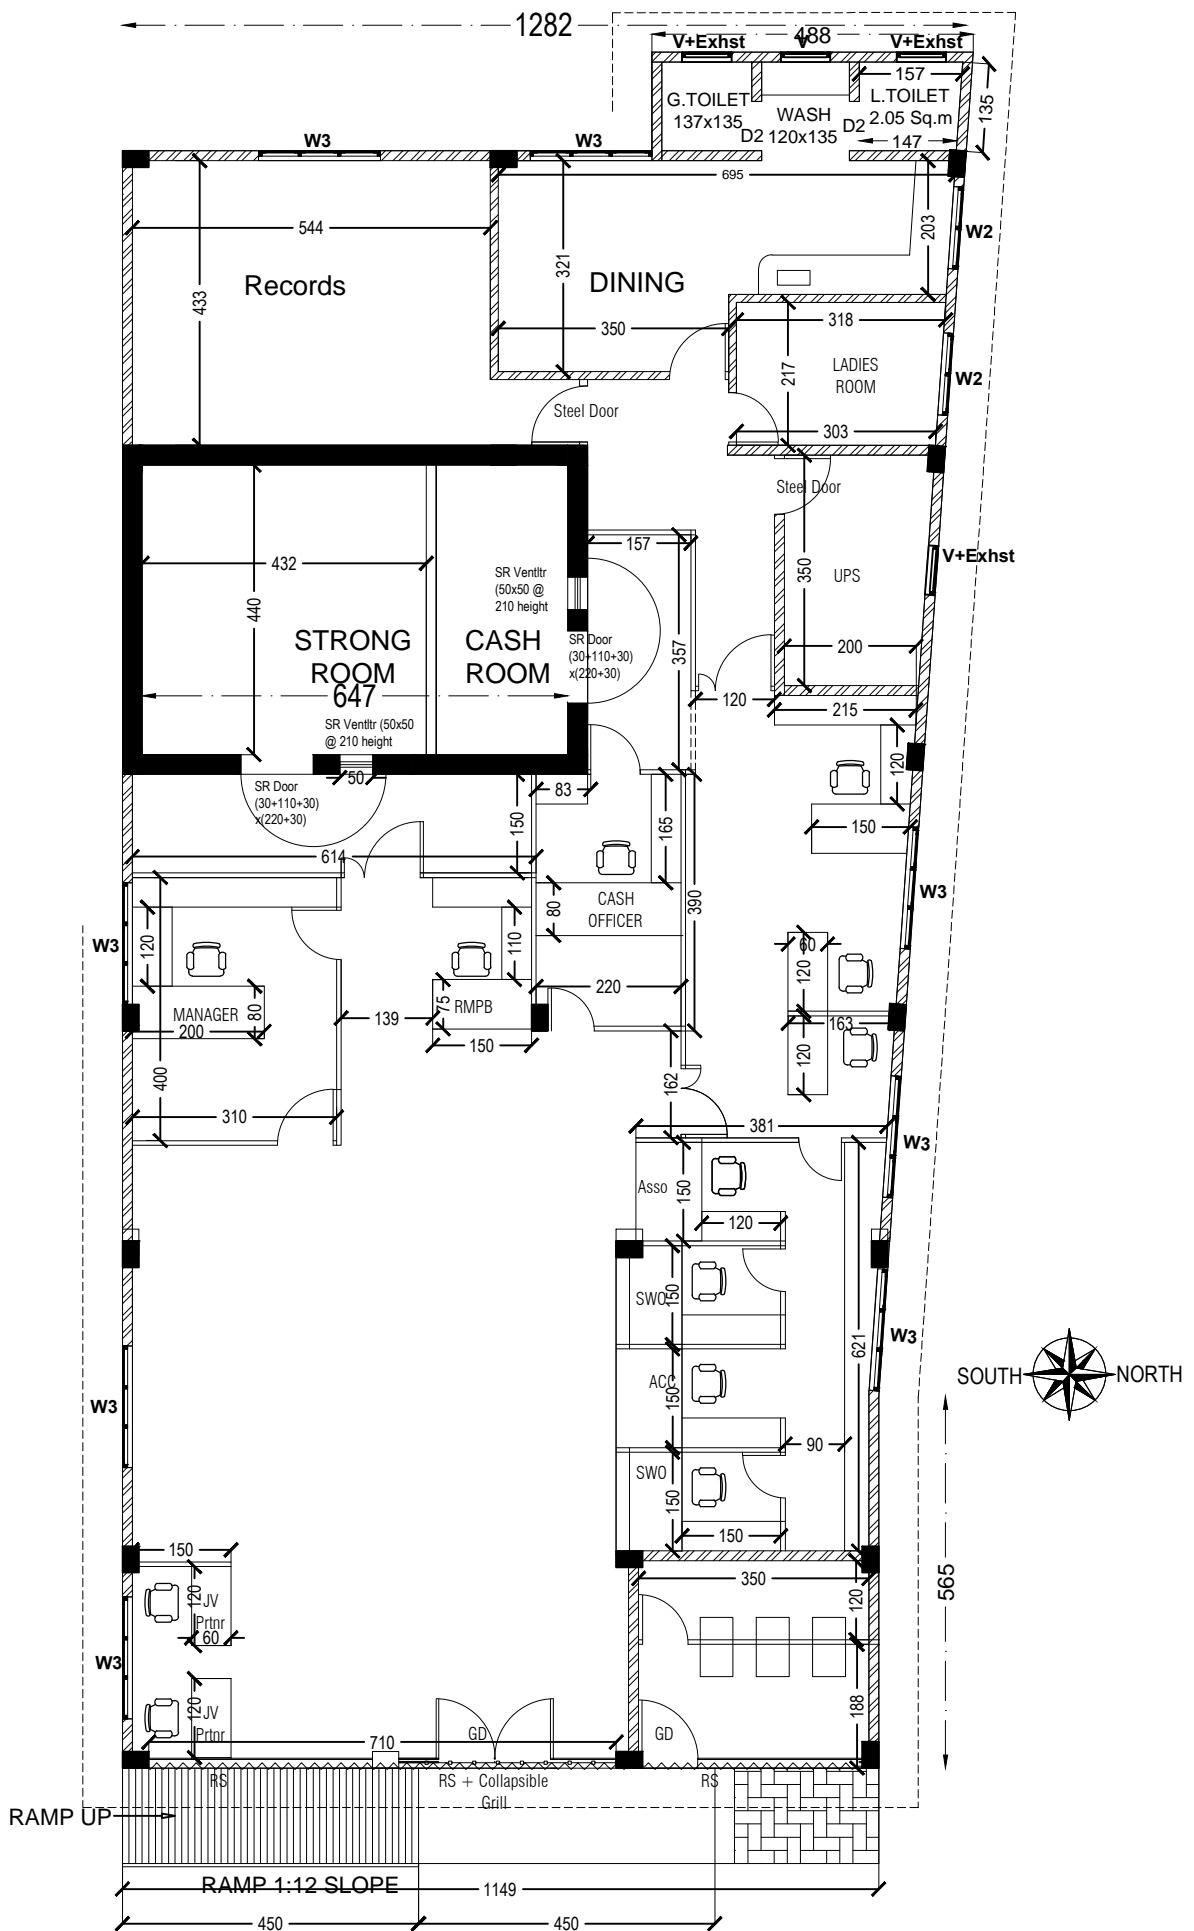 1282
488
V+Exhst
V
V+Exhst
157
G.TOILET
137x135
L.TOILET
2.05 Sq.m
135
WASH
D2
120x135
D2
147
W3
W3
695
544
203
W2
321
433
Records
DINING
350
318
217
LADIES
ROOM
W2
Steel Door
303
Steel Door
157
432
350
V+Exhst
SR Ventltr
(50x50 @
210 height
UPS
440
STRONG
ROOM
CASH
ROOM
SR Door
(30+110+30)
x(220+30)
357
200
647
120
215
SR Ventltr (50x50
@ 210 height
50
SR Door
(30+110+30)
x(220+30)
83
120
150
165
150
614
W3
80
CASH
OFFICER
390
W3
120
110
60
120
220
75
RMPB
MANAGER
80
200
139
163
150
120
400
162
310
381
W3
Asso
150
120
SWO
150
621
W3
SOUTH
NORTH
ACC
150
W3
90
SWO
150
150
150
350
565
120
JV
Prtnr
60
120
W3
120
JV
Prtnr
188
710
GD
GD
RS
RS + Collapsible
Grill
RS
RAMP UP
RAMP 1:12 SLOPE
1149
450
450